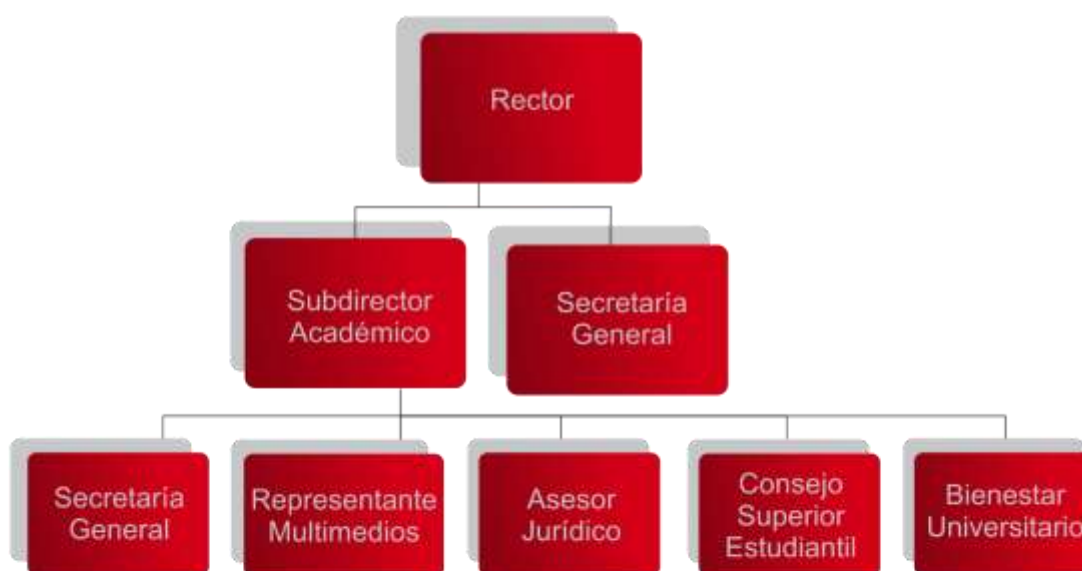 Rector
Subdirector
Académico
Secretaría
General
Secretaría
General
Representante
Multimedios
Asesor
Jurídico
Consejo
Superior
Estudiantil
Bienestar
Universitario